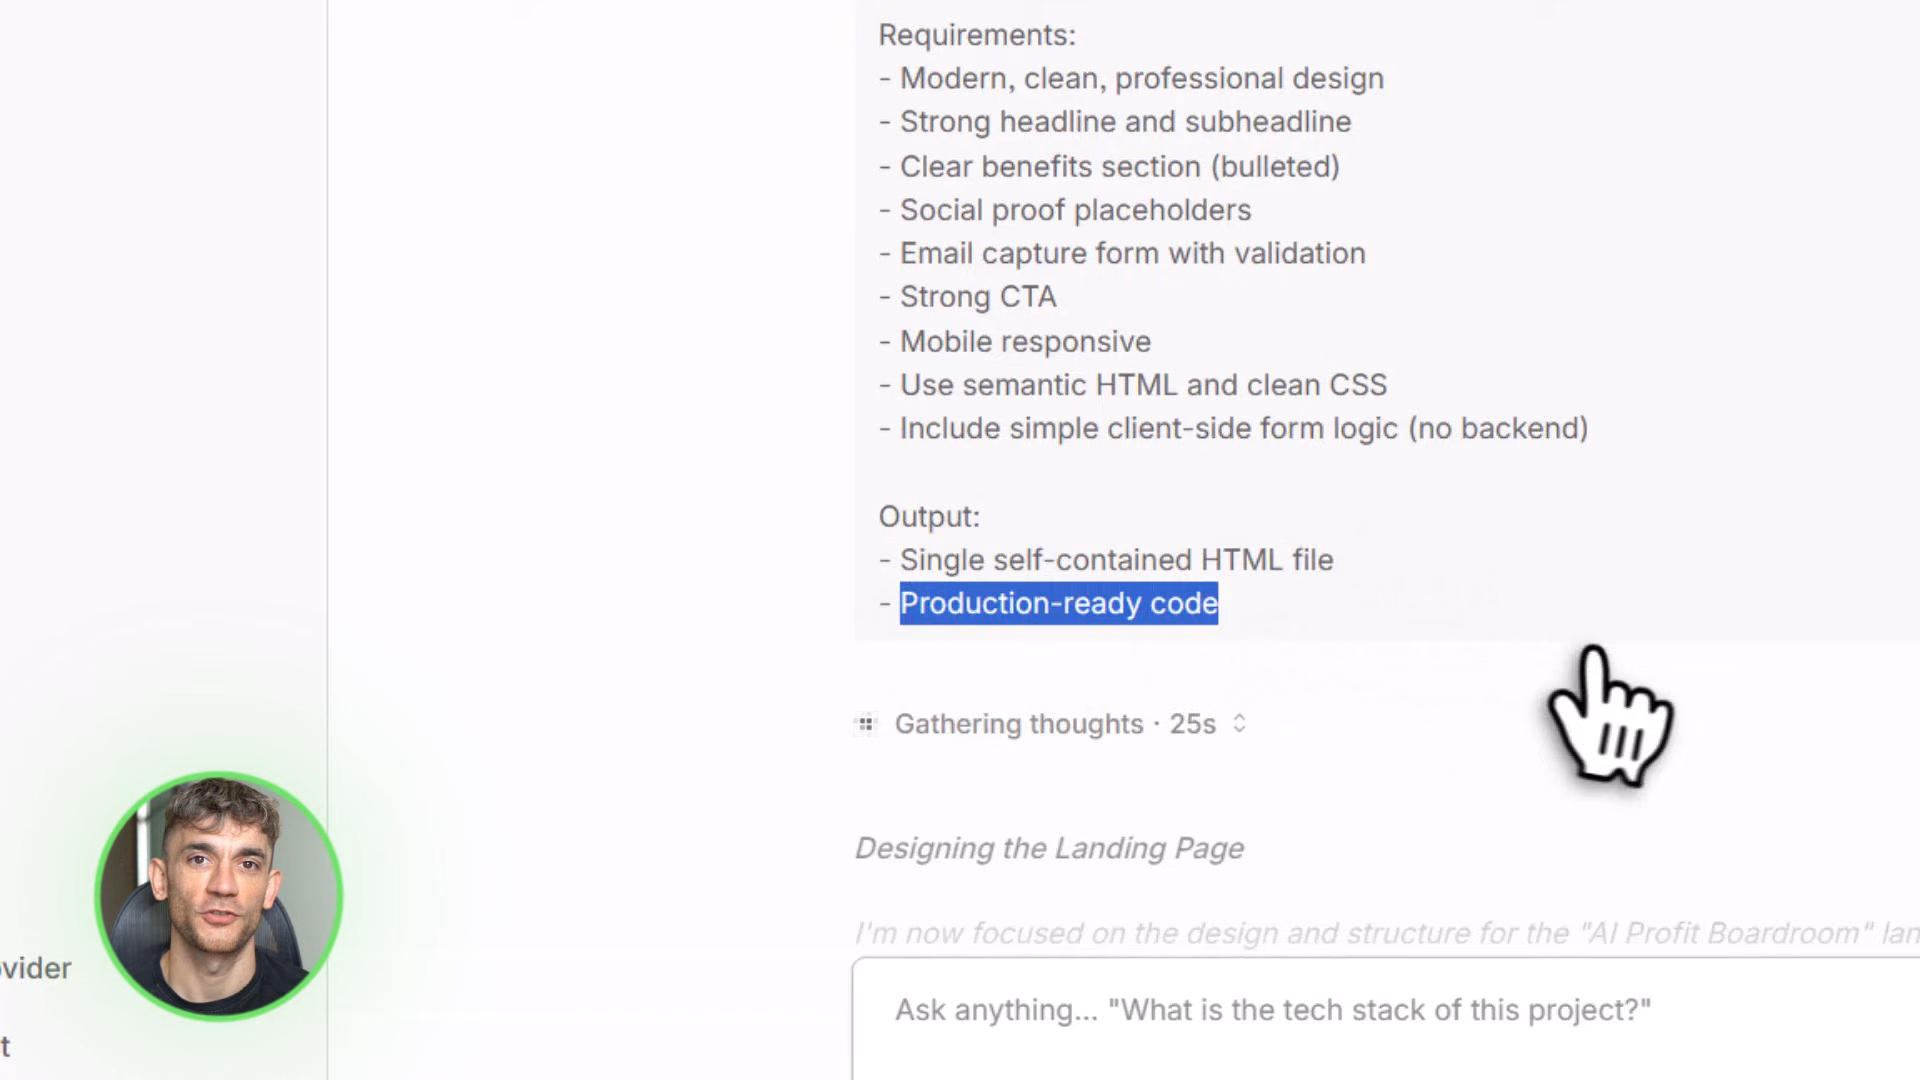 Requirements:
- Modern, clean, professional design
- Strong headline and subheadline
- Clear benefits section (bulleted)
- Social proof placeholders
- Email capture form with validation
- Strong CTA
- Mobile responsive
- Use semantic HTML and clean CSS
- Include simple client-side form logic (no backend)
Output:
- Single self-contained HTML file
- Production-ready code
Gathering thoughts · 25s
Designing the Landing Page
I'm now focused on the design and structure for the "AI Profit Boardroom" lan
ovider
Ask anything... "What is the tech stack of this project?"
t